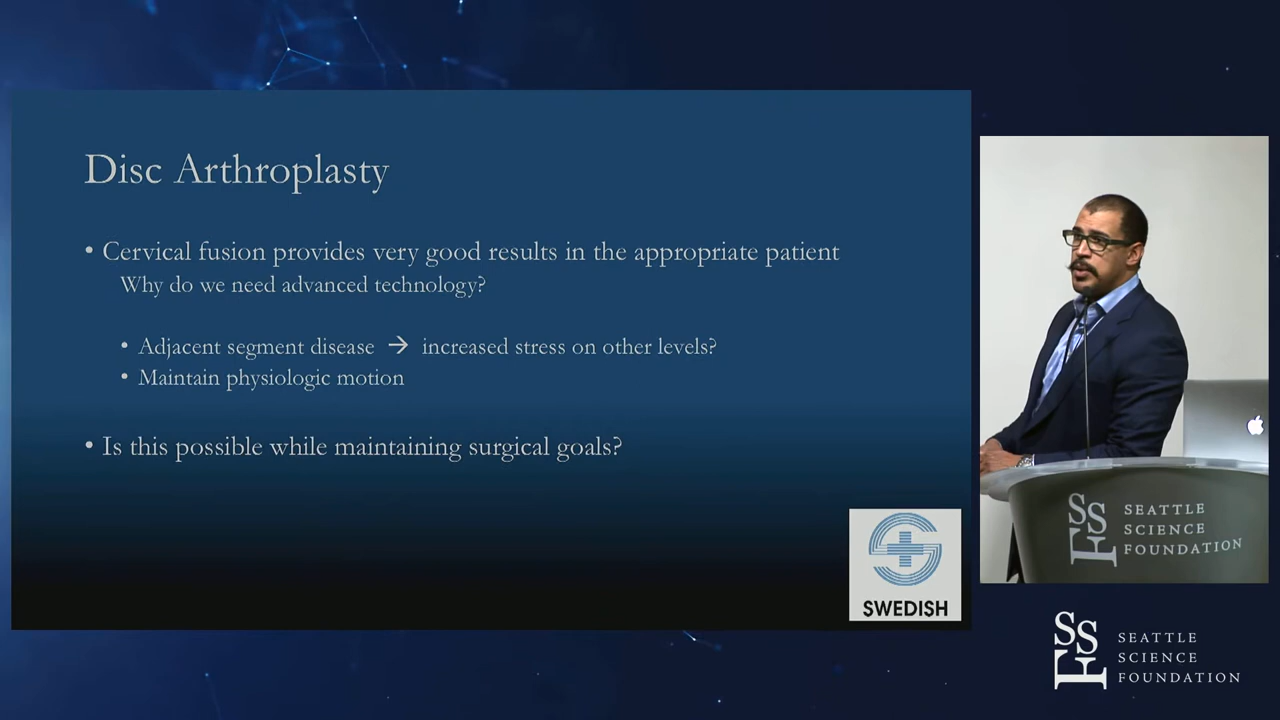 Disc Arthroplasty
• Cervical fusion provides very good results in the appropriate patient
Why do we need advanced technology?
• Adjacent segment disease → increased stress on other levels?
• Maintain physiologic motion
• Is this possible while maintaining surgical goals?
SWEDISH
SSF
SEATTLE
SCIENCE
FOUNDATION
SSF
SEATTLE
SCIENCE
FOUNDATION